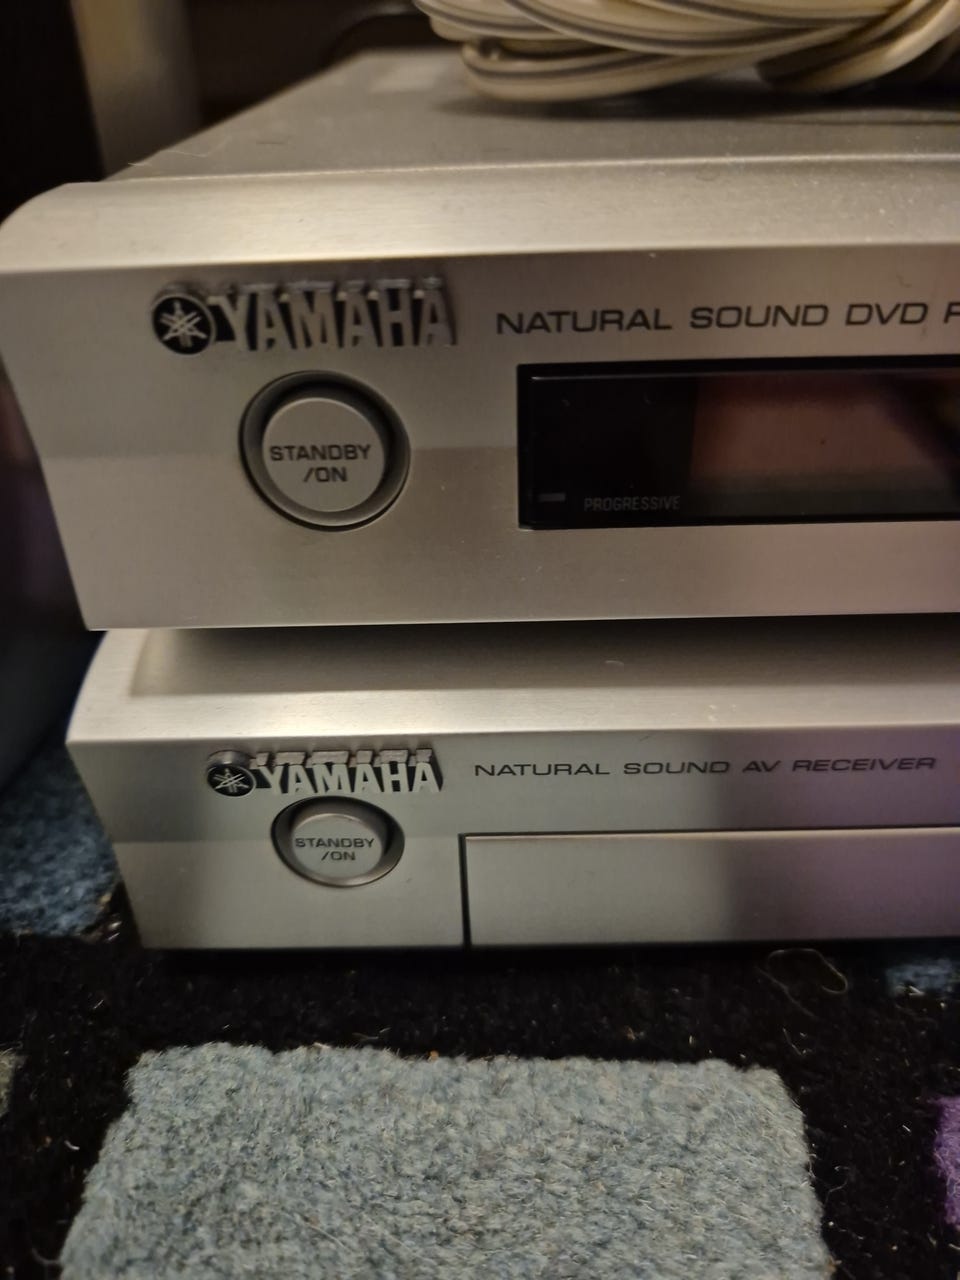 YAMAHA
NATURAL SOUND DVD
STANDBY
/ON
PROGRESSIVE
YAMAHA
NATURAL SOUND AV RECEIVER
STANDBY
/ON